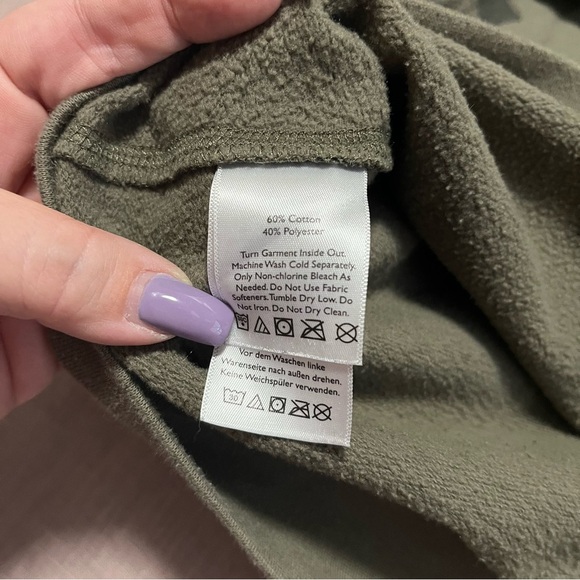 60% Cotton
40% Polyester
Turn Garment Inside Out.
Machine Wash Cold Separately.
Only Non-chlorine Bleach As
Needed. Do Not Use Fabric
Softeners. Tumble Dry Low. Do
Not Iron. Do Not Dry Clean.
Vor dem Waschen linke
Warenseite nach außen drehen.
Keine Weichspüler verwenden.
30